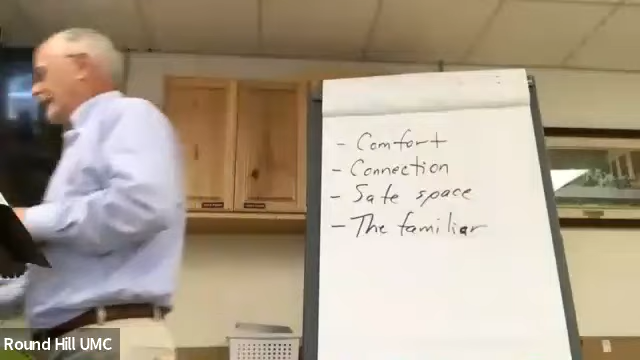 - Comfort
- Connection
- Safe space
- The familiar
Round Hill UMC